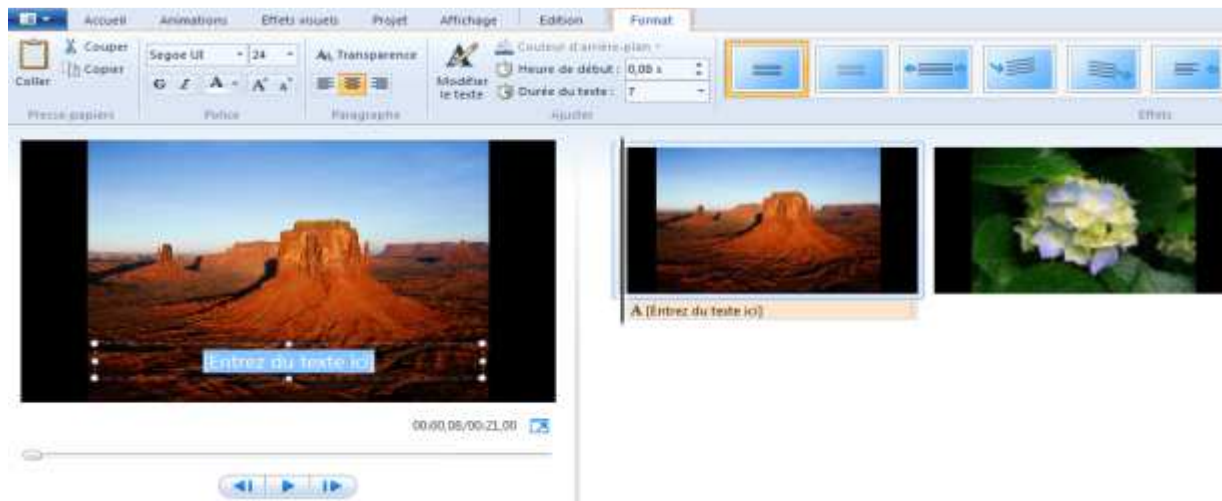 Accueil Animations Effets visuels Projet Affichage Edition Format
Coller
Couper
Copier
Presse-papiers
Segoe UI 24
G I A A A
Police
Transparence
Paragraphe
Modifier
le texte
Couleur d'arrière-plan
Heure de début : 0,08 s
Durée du texte : 7
Ajuster
Effets
[Entrez du texte ici]
A [Entrez du texte ici]
00:00,08/00:21,00